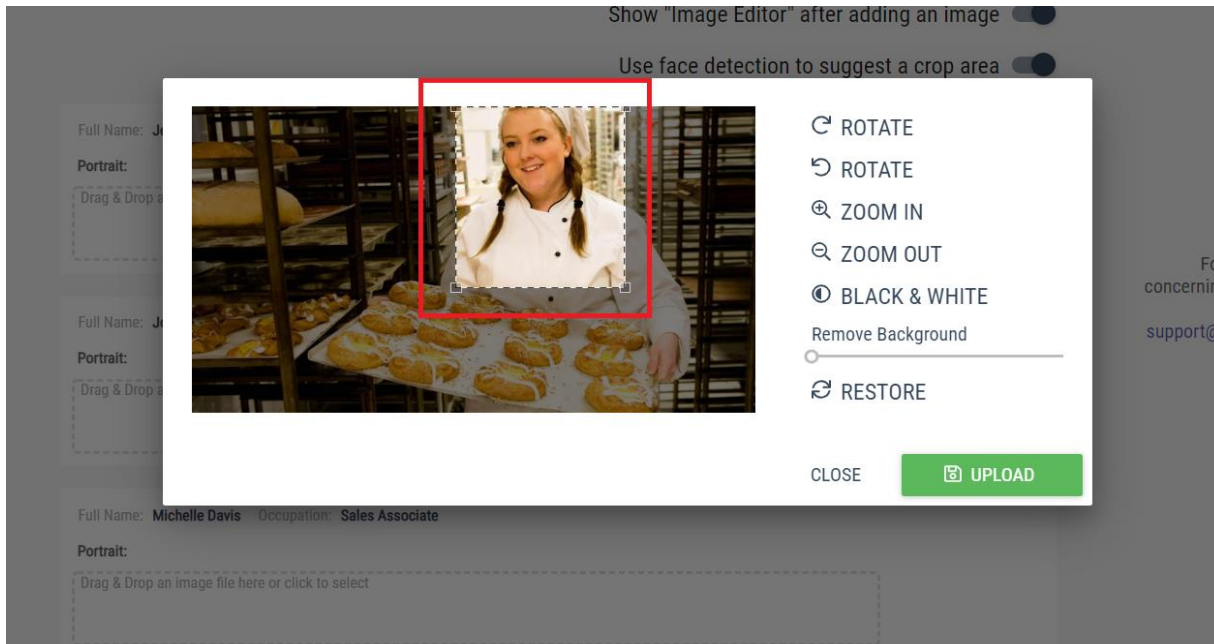 Show "Image Editor" after adding an image
Use face detection to suggest a crop area
Full Name:
Portrait:
Drag & Drop
ROTATE
ROTATE
ZOOM IN
ZOOM OUT
BLACK & WHITE
Remove Background
RESTORE
CLOSE
UPLOAD
Full Name:
Portrait:
Drag & Drop
Full Name: Michelle Davis Occupation: Sales Associate
Portrait:
Drag & Drop an image file here or click to select
support@